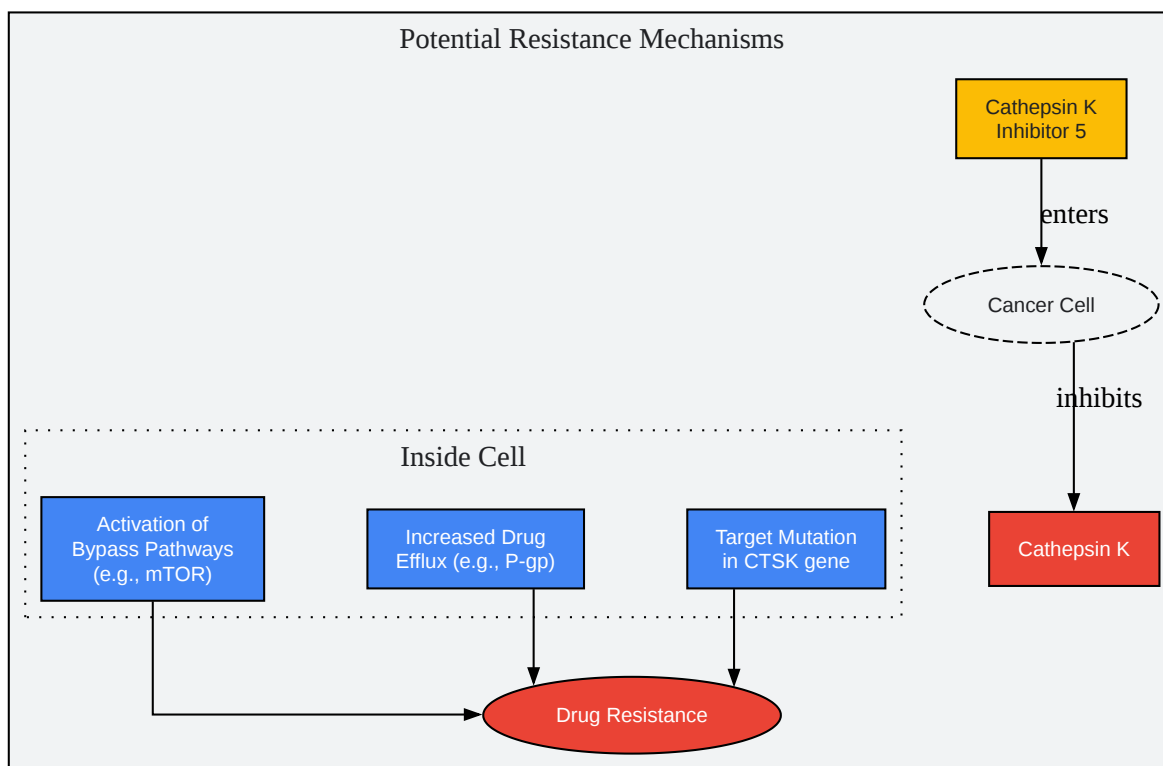 Potential Resistance Mechanisms
Cathepsin K
Inhibitor 5
enters
Cancer Cell
inhibits
Inside Cell
Activation of
Bypass Pathways
(e.g., mTOR)
Increased Drug
Efflux (e.g., P-gp)
Target Mutation
in CTSK gene
Cathepsin K
Drug Resistance